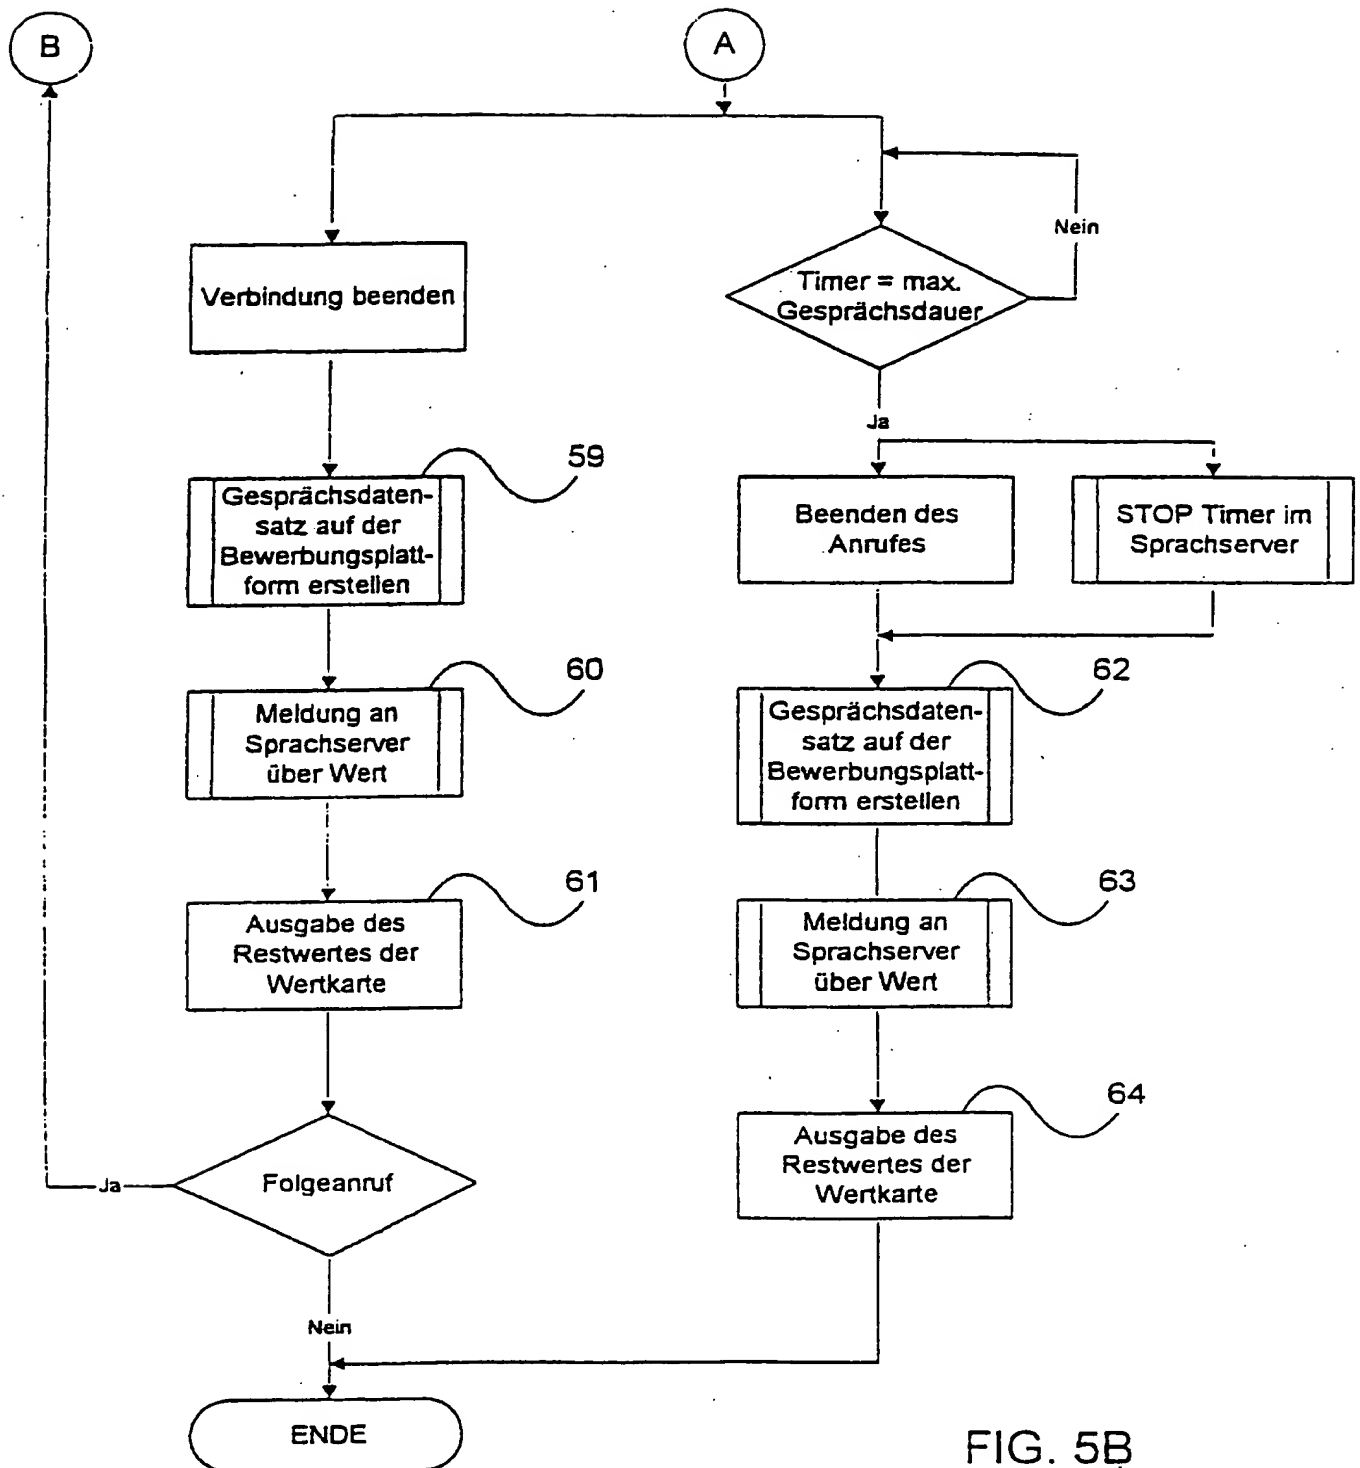 B
A
Nein
Verbindung beenden
Timer = max.
Gesprächsdauer
Ja
59
Gesprächsdaten-
satz auf der
Bewerbungsplatt-
form erstellen
Beenden des
Anrufes
STOP Timer im
Sprachserver
60
Meldung an
Sprachserver
über Wert
62
Gesprächsdaten-
satz auf der
Bewerbungsplatt-
form erstellen
61
Ausgabe des
Restwertes der
Wertkarte
63
Meldung an
Sprachserver
über Wert
64
Ausgabe des
Restwertes der
Wertkarte
Ja
Folgeanruf
Nein
ENDE
FIG. 5B